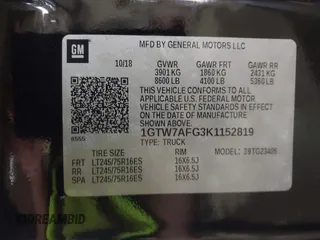 GM
MFD BY GENERAL MOTORS LLC
10/18 GVWR GAWR FRT GAWR RR
3901 KG 1860 KG 2431 KG
8600 LB 4100 LB 5360 LB
THIS VEHICLE CONFORMS TO ALL APPLICABLE
U.S. FEDERAL MOTOR VEHICLE SAFETY
STANDARDS IN EFFECT ON THE DATE OF
MANUFACTURE SHOWN ABOVE.
1GTW7AFG3K1152819
TYPE: TRUCK MODEL:
TIRE SIZE RIM
FRT LT245/75R16ES 16X6.5J
RR LT245/75R16ES 16X6.5J
SPA LT245/75R16ES 16X6.5J
DREAMBID